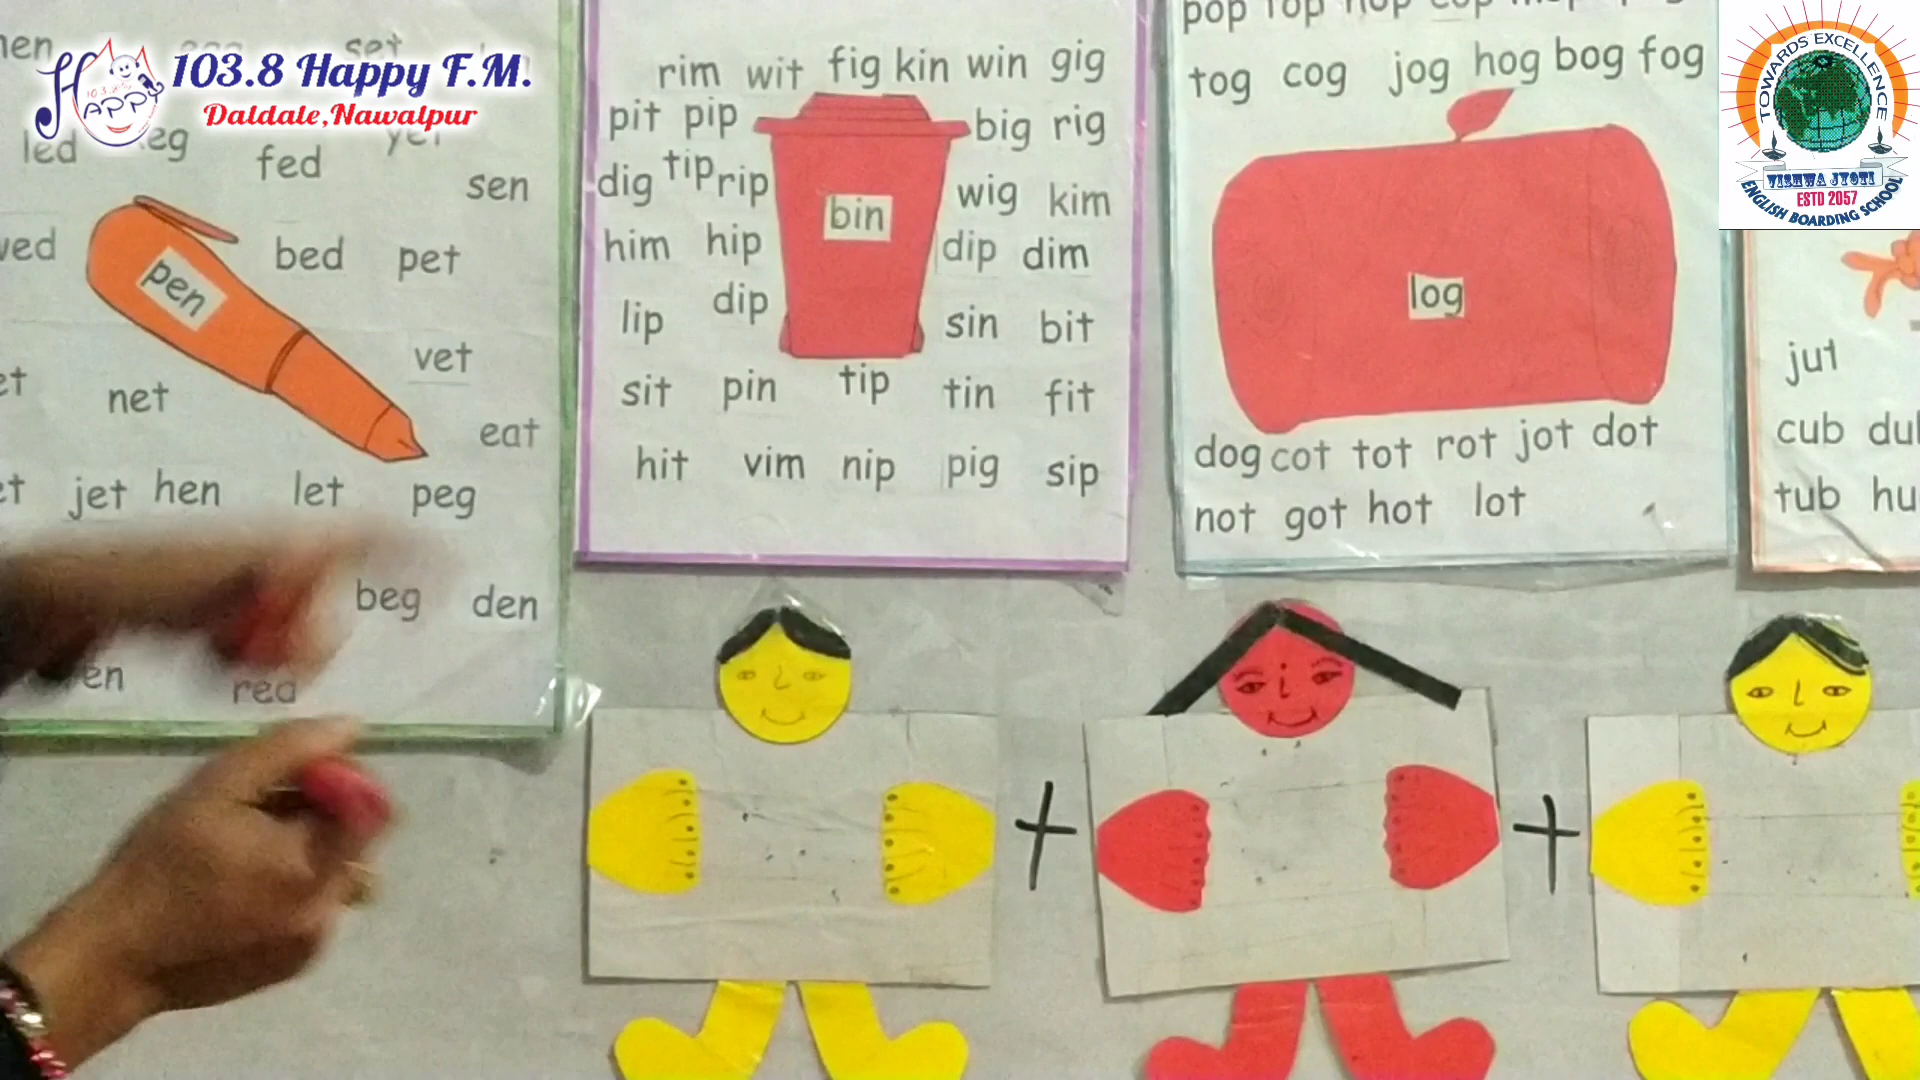 103.8 Happy F.M.
Daldale,Nawalpur
HAPPY
set
led
fed
sen
bed pet
pen
vet
net
eat
jet hen let peg
beg den
rim wit fig kin win gig
pit pip big rig
dig tip rip wig kim
bin
him hip dip dim
lip dip sin bit
sit pin tip tin fit
hit vim nip pig sip
tog cog jog hog bog fog
log
dog cot tot rot jot dot
not got hot lot
TOWARDS EXCELLENCE
VISHWA JYOTI
ESTD 2057
ENGLISH BOARDING SCHOOL
jut
cub
tub
+ +